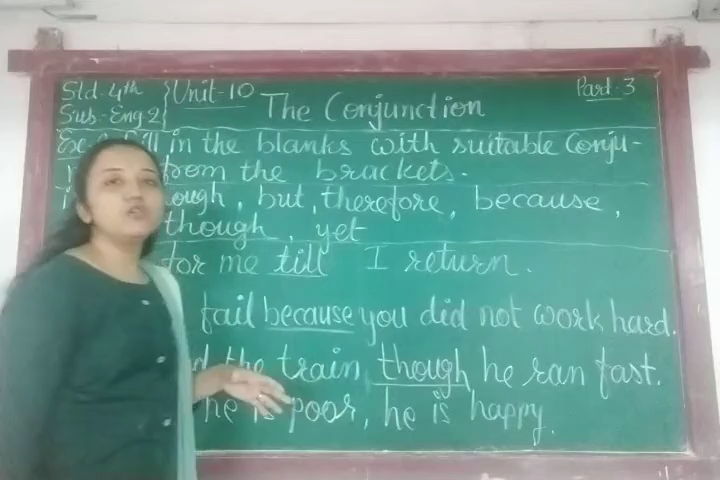 Std. 4th Unit-10 Part-3
Sub.-Eng 2 The Conjunction
in the blanks with suitable Conju-
from the brackets.
but, therefore, because,
though, yet
for me till I return.
fail because you did not work hard.
the train, though he ran fast.
he is poor, he is happy.